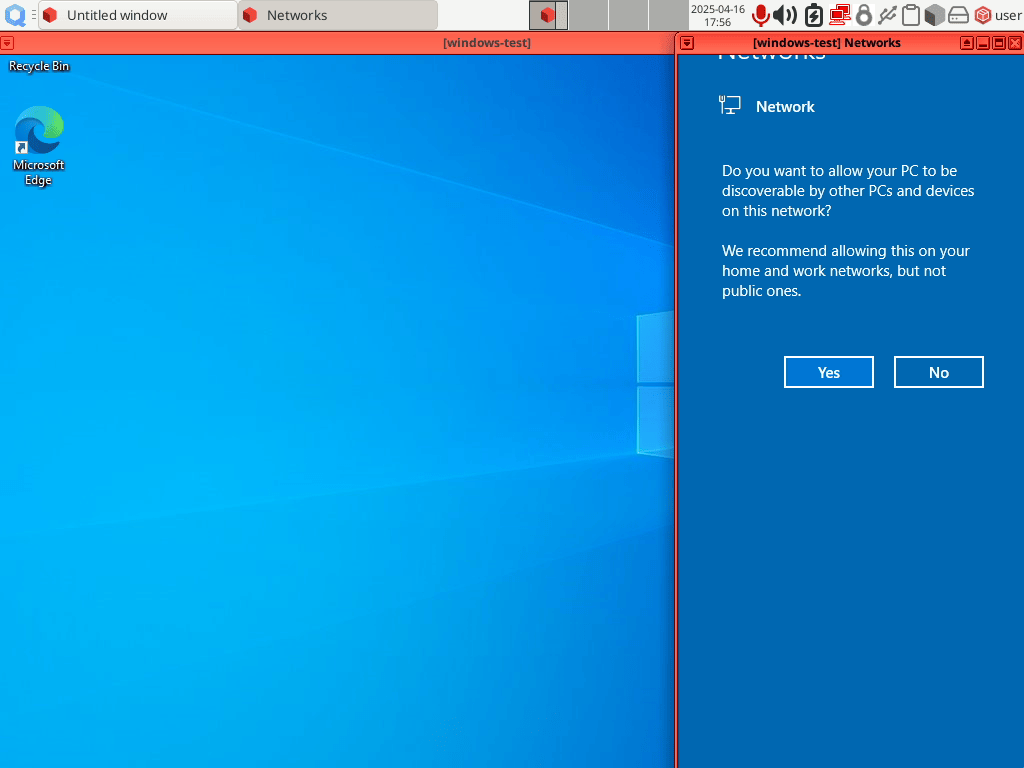 Untitled window
Networks
2025-04-16
17:56
user
[windows-test]
[windows-test] Networks
Recycle Bin
Microsoft
Edge
Networks
Network
Do you want to allow your PC to be
discoverable by other PCs and devices
on this network?
We recommend allowing this on your
home and work networks, but not
public ones.
Yes
No